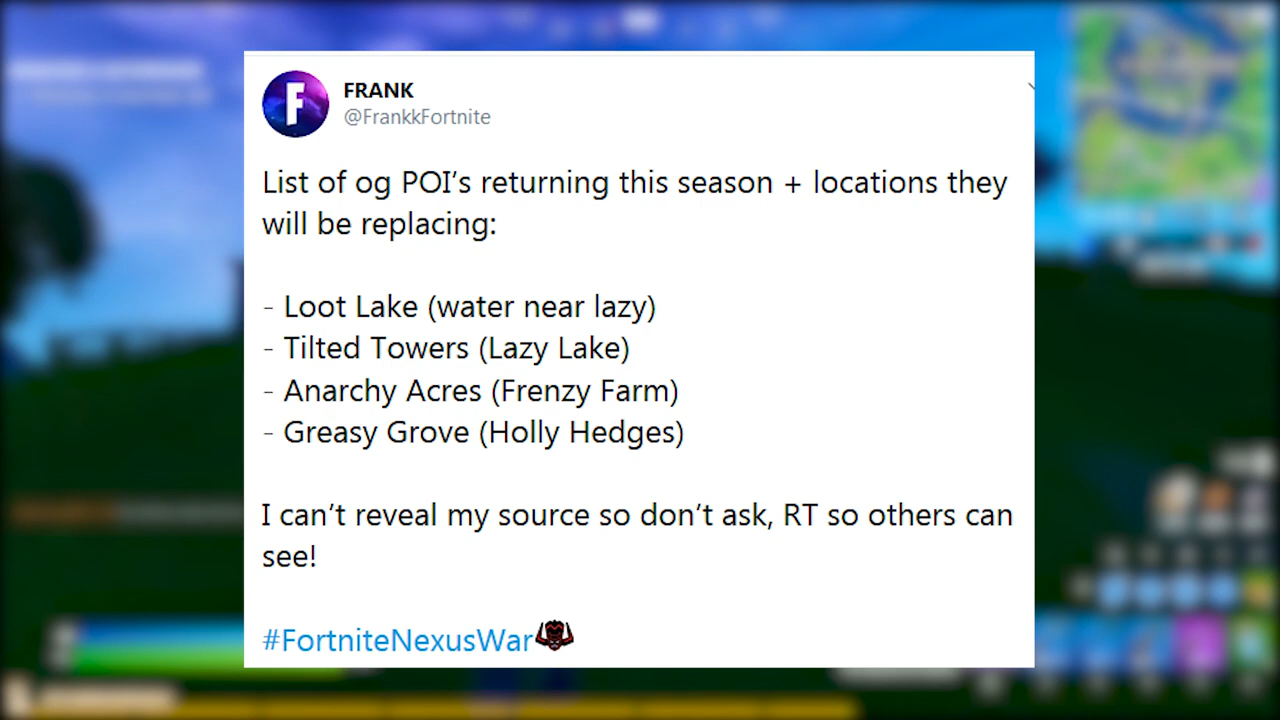 F
FRANK
@FrankkFortnite
List of og POI’s returning this season + locations they
will be replacing:
- Loot Lake (water near lazy)
- Tilted Towers (Lazy Lake)
- Anarchy Acres (Frenzy Farm)
- Greasy Grove (Holly Hedges)
I can’t reveal my source so don’t ask, RT so others can
see!
#FortniteNexusWar